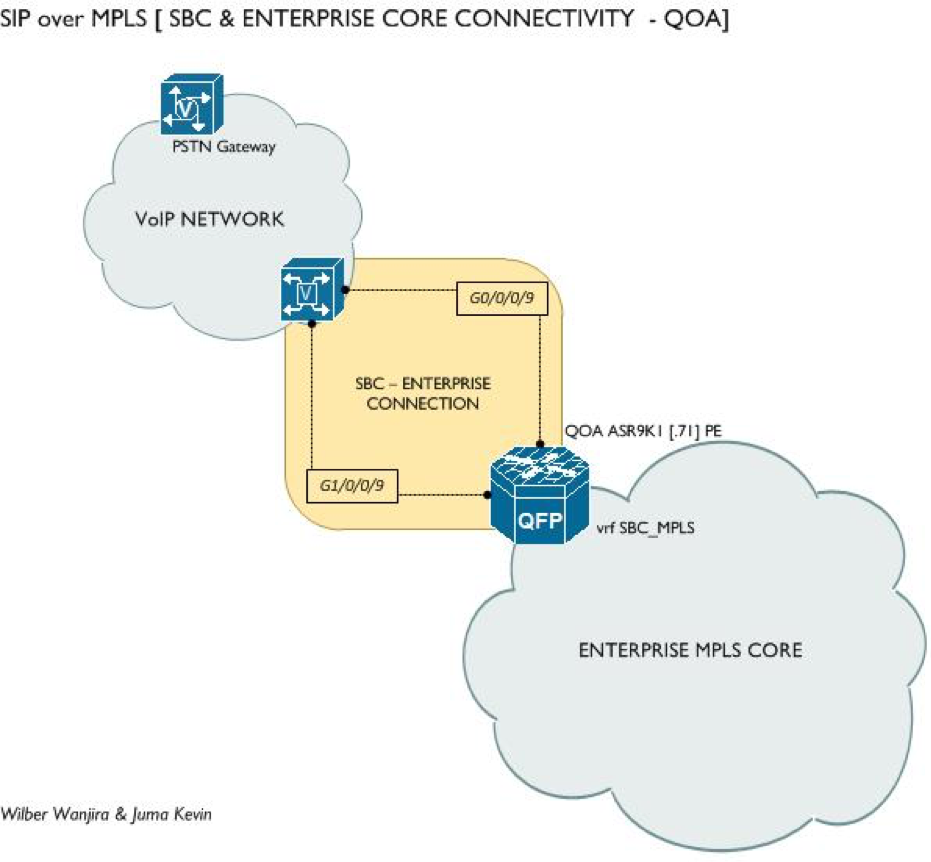 SIP over MPLS [ SBC & ENTERPRISE CORE CONNECTIVITY - QOA]
V
PSTN Gateway
VoIP NETWORK
V
G0/0/0/9
SBC – ENTERPRISE
CONNECTION
QOA ASR9K1 [.71] PE
G1/0/0/9
QFP
vrf SBC_MPLS
ENTERPRISE MPLS CORE
Wilber Wanjira & Juma Kevin